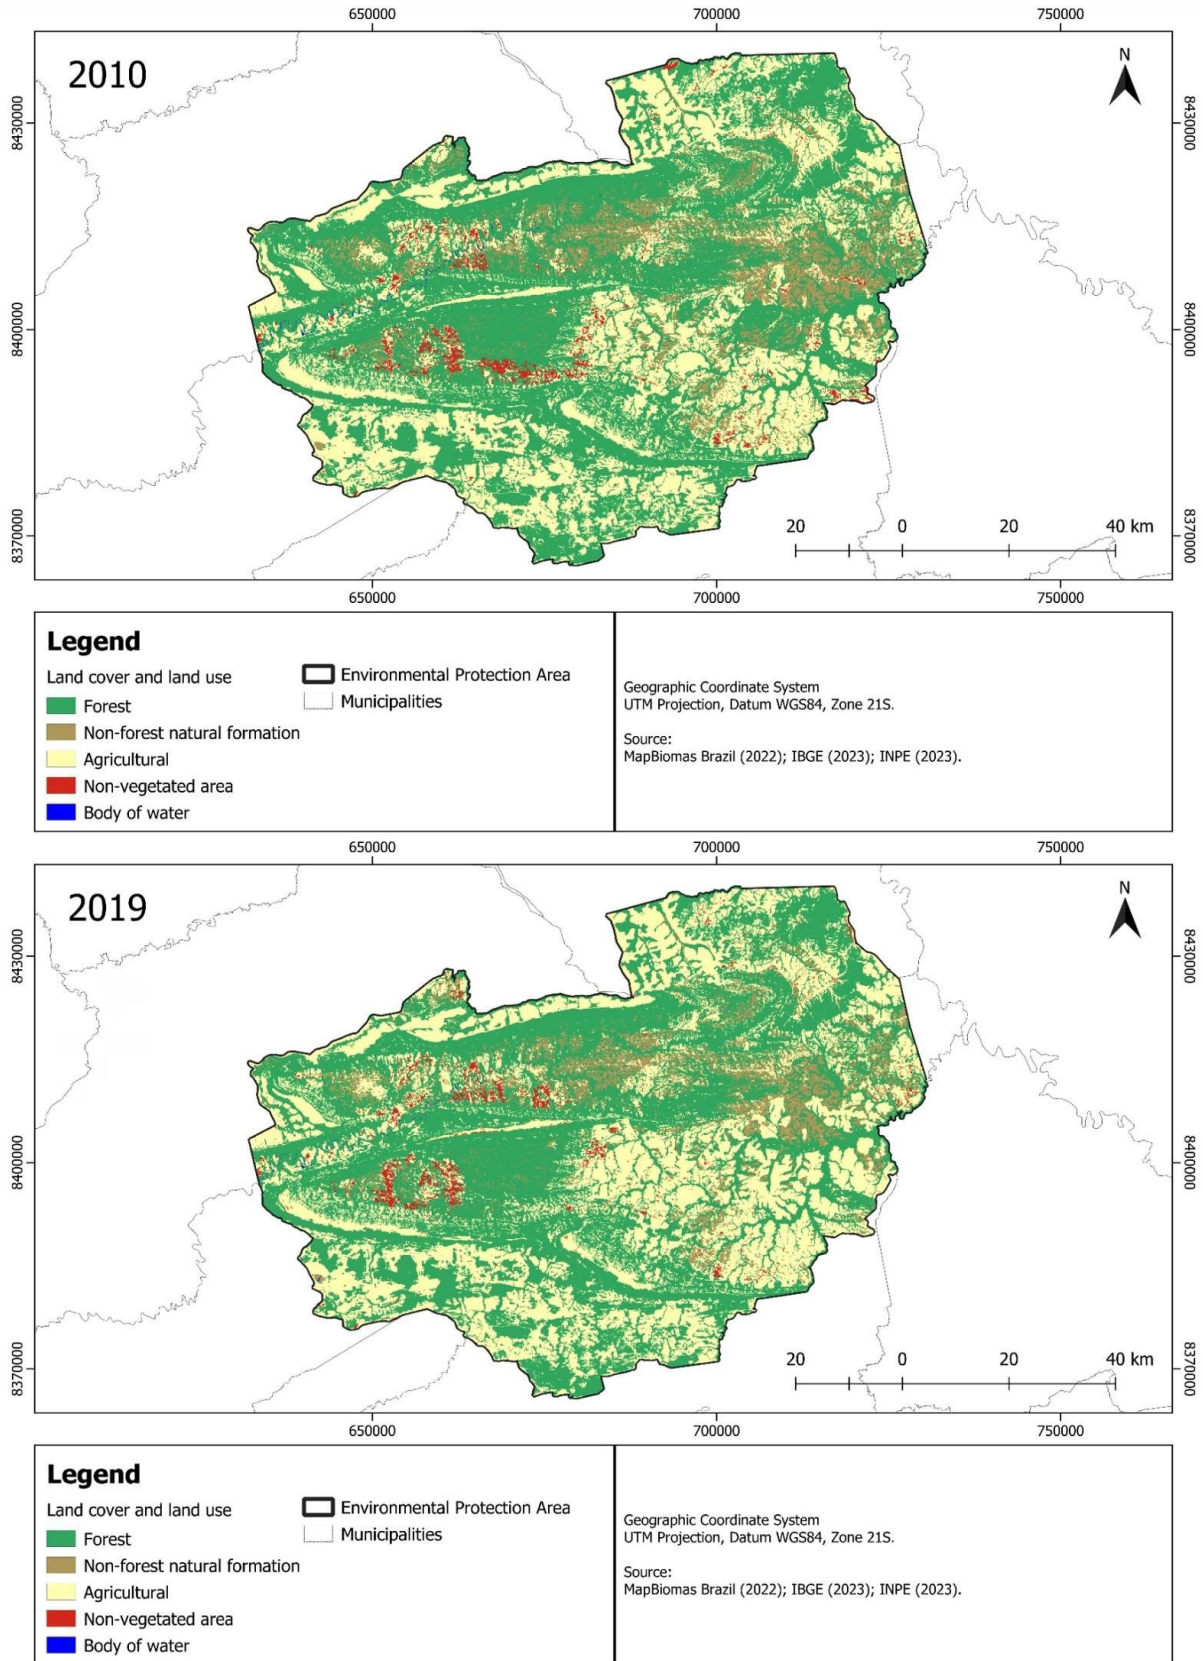 650000
700000
750000
2010
N
8430000
8430000
8400000
8400000
8370000
8370000
20
0
20
40 km
650000
700000
750000
Legend
Land cover and land use
Forest
Non-forest natural formation
Agricultural
Non-vegetated area
Body of water
Environmental Protection Area
Municipalities
Geographic Coordinate System
UTM Projection, Datum WGS84, Zone 21S.
Source:
MapBiomas Brazil (2022); IBGE (2023); INPE (2023).
650000
700000
750000
2019
N
8430000
8430000
8400000
8400000
8370000
8370000
20
0
20
40 km
650000
700000
750000
Legend
Land cover and land use
Forest
Non-forest natural formation
Agricultural
Non-vegetated area
Body of water
Environmental Protection Area
Municipalities
Geographic Coordinate System
UTM Projection, Datum WGS84, Zone 21S.
Source:
MapBiomas Brazil (2022); IBGE (2023); INPE (2023).